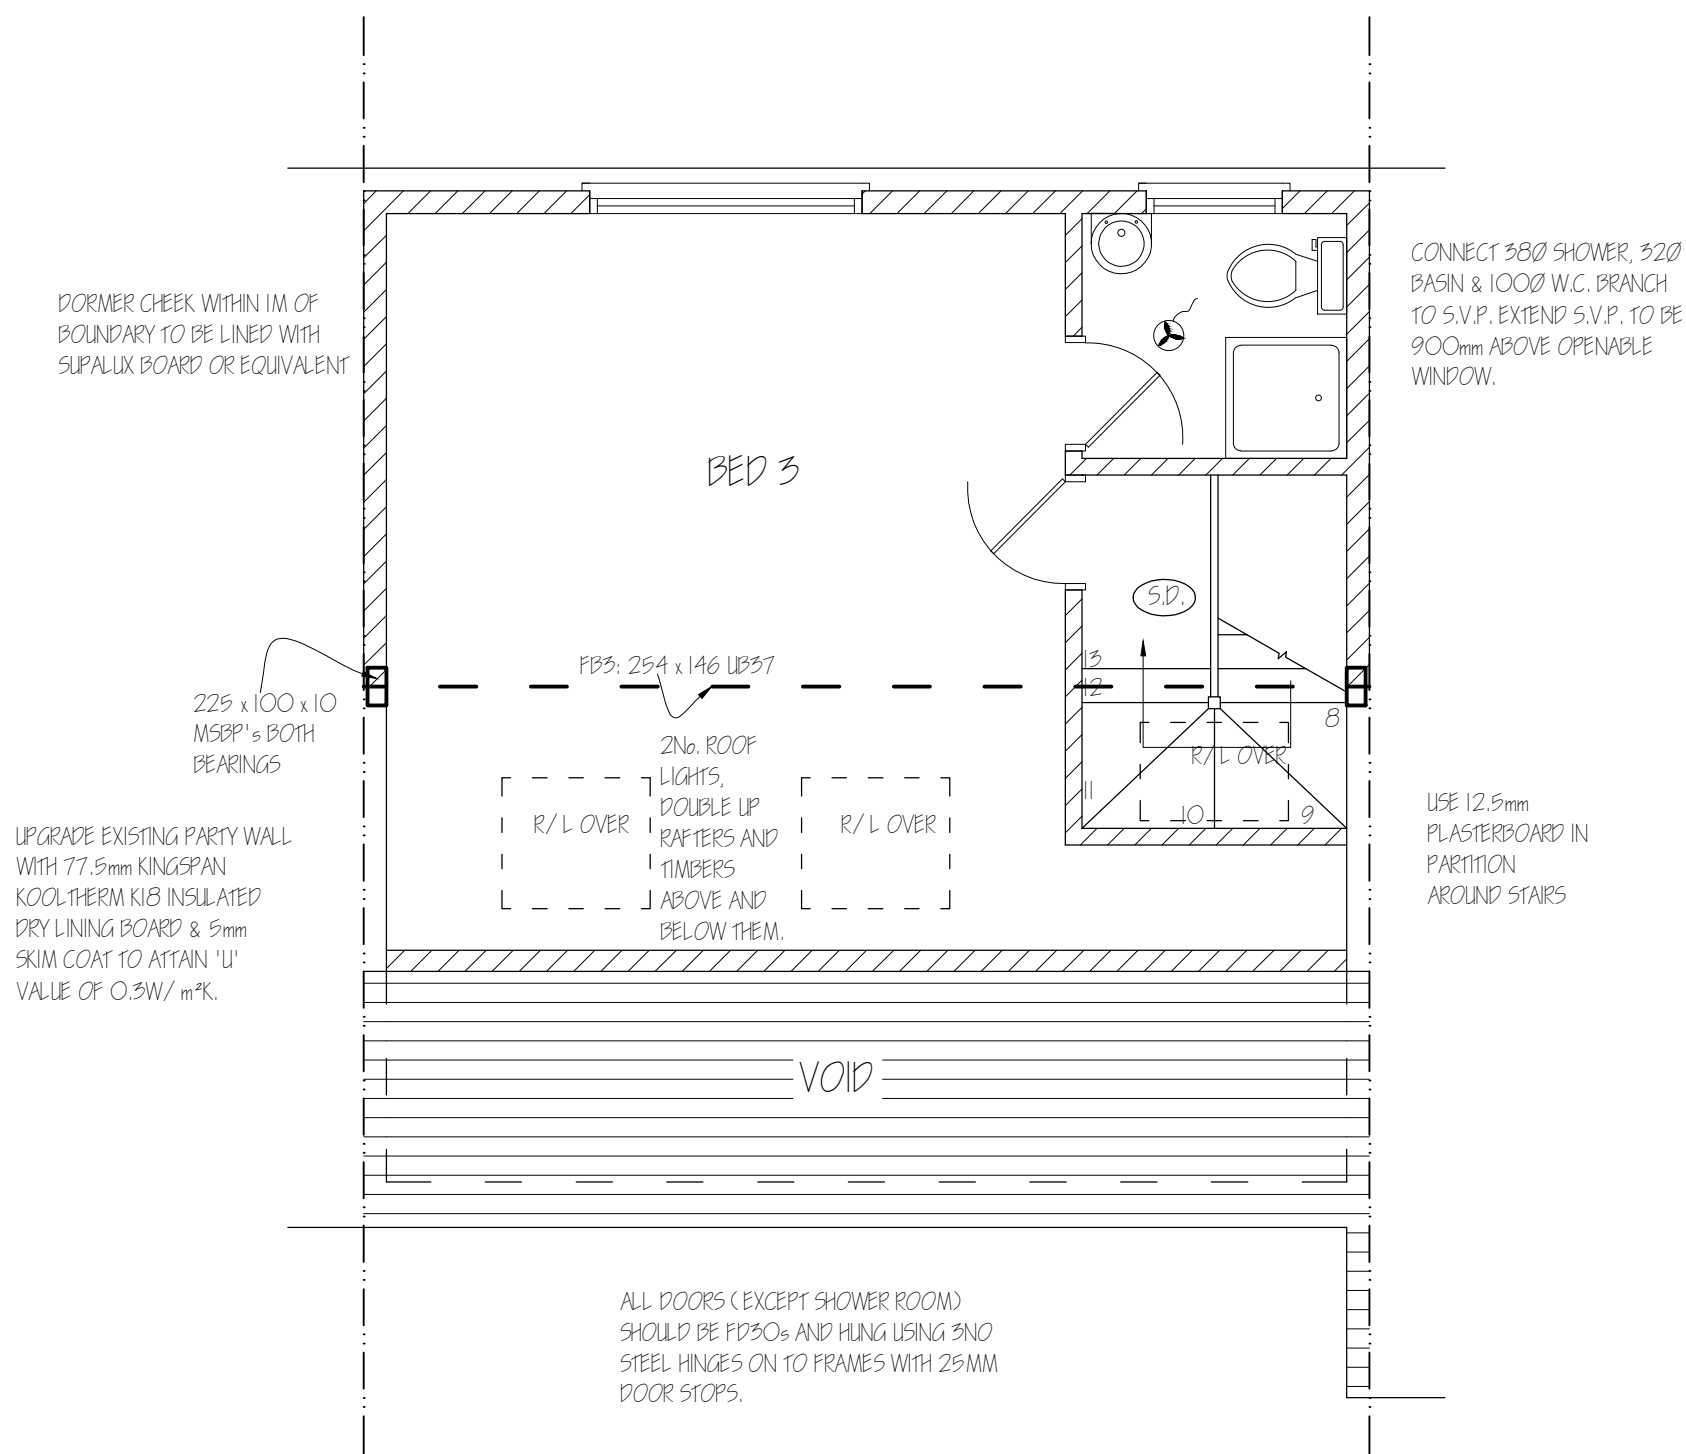 DORMER CHEEK WITHIN 1M OF
BOUNDARY TO BE LINED WITH
SUPALUX BOARD OR EQUIVALENT
CONNECT 38Ø SHOWER, 32Ø
BASIN & 100Ø W.C. BRANCH
TO S.V.P. EXTEND S.V.P. TO BE
900mm ABOVE OPENABLE
WINDOW.
BED 3
S.D.
FB3: 254 x 146 UB37
225 x 100 x 10
MSBP's BOTH
BEARINGS
13
12
11
10
9
8
R/L OVER
2No. ROOF
LIGHTS,
DOUBLE UP
RAFTERS AND
TIMBERS
ABOVE AND
BELOW THEM.
R/L OVER
R/L OVER
UPGRADE EXISTING PARTY WALL
WITH 77.5mm KINGSPAN
KOOLTHERM K18 INSULATED
DRY LINING BOARD & 5mm
SKIM COAT TO ATTAIN 'U'
VALUE OF 0.3W/m²K.
USE 12.5mm
PLASTERBOARD IN
PARTITION
AROUND STAIRS
VOID
ALL DOORS (EXCEPT SHOWER ROOM)
SHOULD BE FD30s AND HUNG USING 3NO
STEEL HINGES ON TO FRAMES WITH 25MM
DOOR STOPS.